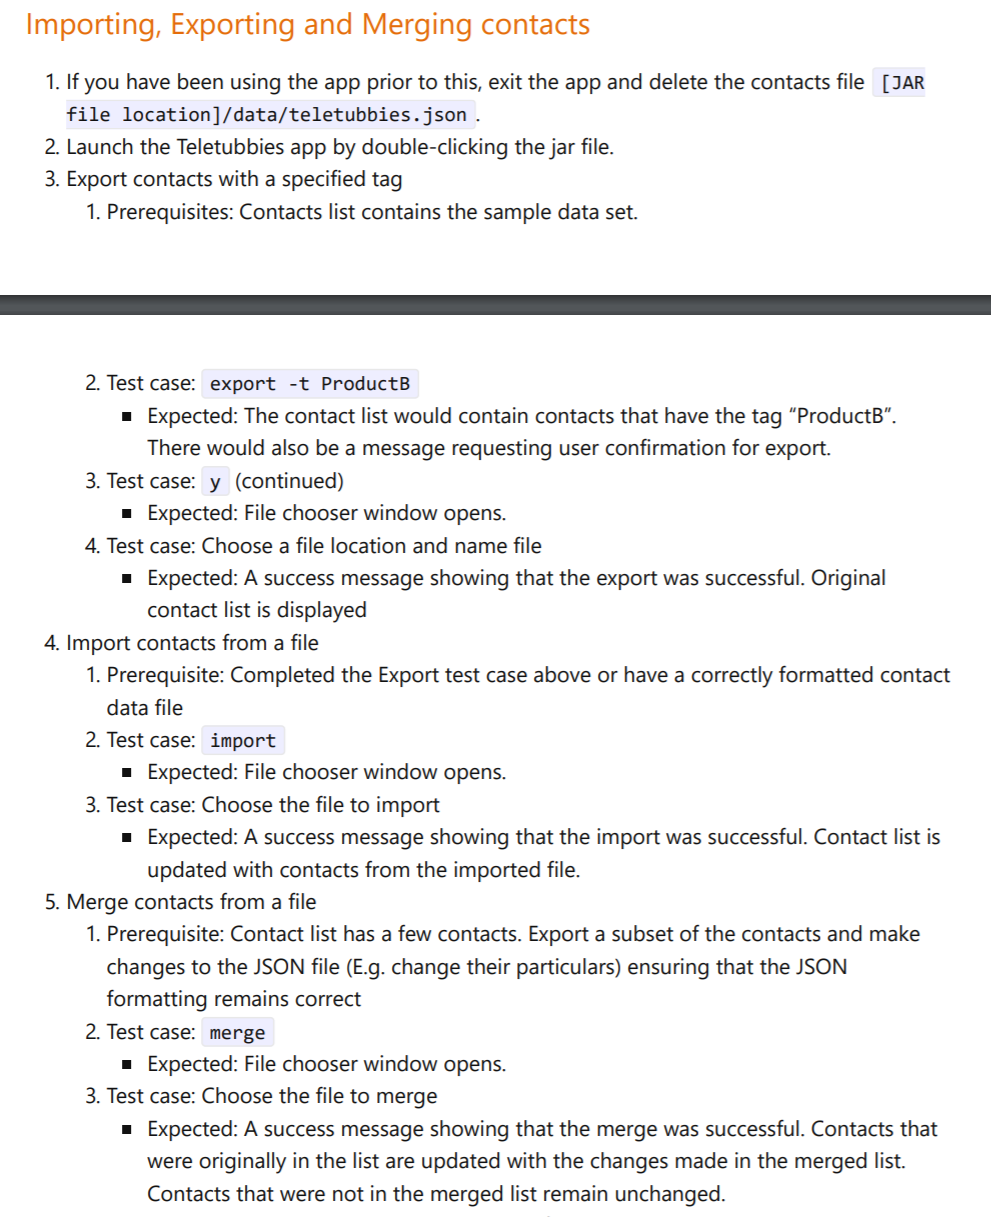 Importing, Exporting and Merging contacts
1. If you have been using the app prior to this, exit the app and delete the contacts file [JAR
file location]/data/teletubbies.json .
2. Launch the Teletubbies app by double-clicking the jar file.
3. Export contacts with a specified tag
1. Prerequisites: Contacts list contains the sample data set.
2. Test case: export -t ProductB
▪ Expected: The contact list would contain contacts that have the tag “ProductB”.
There would also be a message requesting user confirmation for export.
3. Test case: y (continued)
▪ Expected: File chooser window opens.
4. Test case: Choose a file location and name file
▪ Expected: A success message showing that the export was successful. Original
contact list is displayed
4. Import contacts from a file
1. Prerequisite: Completed the Export test case above or have a correctly formatted contact
data file
2. Test case: import
▪ Expected: File chooser window opens.
3. Test case: Choose the file to import
▪ Expected: A success message showing that the import was successful. Contact list is
updated with contacts from the imported file.
5. Merge contacts from a file
1. Prerequisite: Contact list has a few contacts. Export a subset of the contacts and make
changes to the JSON file (E.g. change their particulars) ensuring that the JSON
formatting remains correct
2. Test case: merge
▪ Expected: File chooser window opens.
3. Test case: Choose the file to merge
▪ Expected: A success message showing that the merge was successful. Contacts that
were originally in the list are updated with the changes made in the merged list.
Contacts that were not in the merged list remain unchanged.